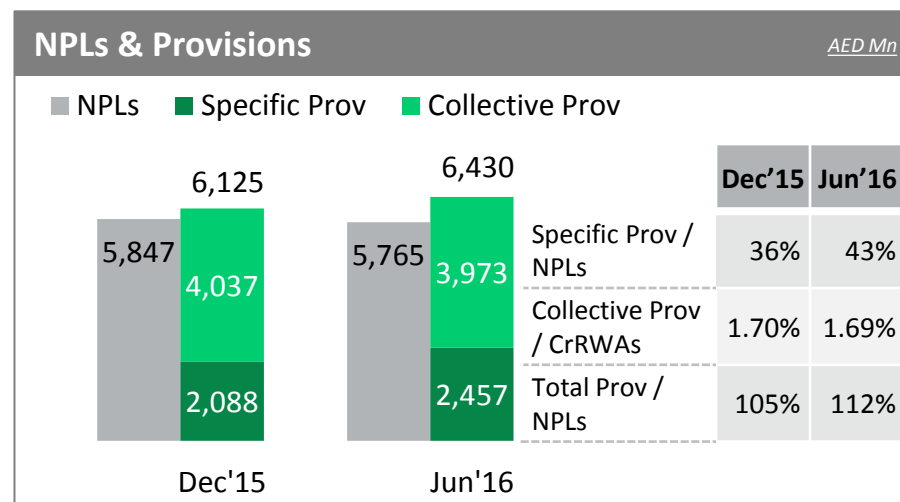 NPLs & Provisions
AED Mn
NPLs Specific Prov Collective Prov
6,125
6,430
5,847
4,037
2,088
5,765
3,973
2,457
Dec'15
Jun'16
Dec’15 Jun’16
Specific Prov /
NPLs
36% 43%
Collective Prov
/ CrRWAs
1.70% 1.69%
Total Prov /
NPLs
105% 112%